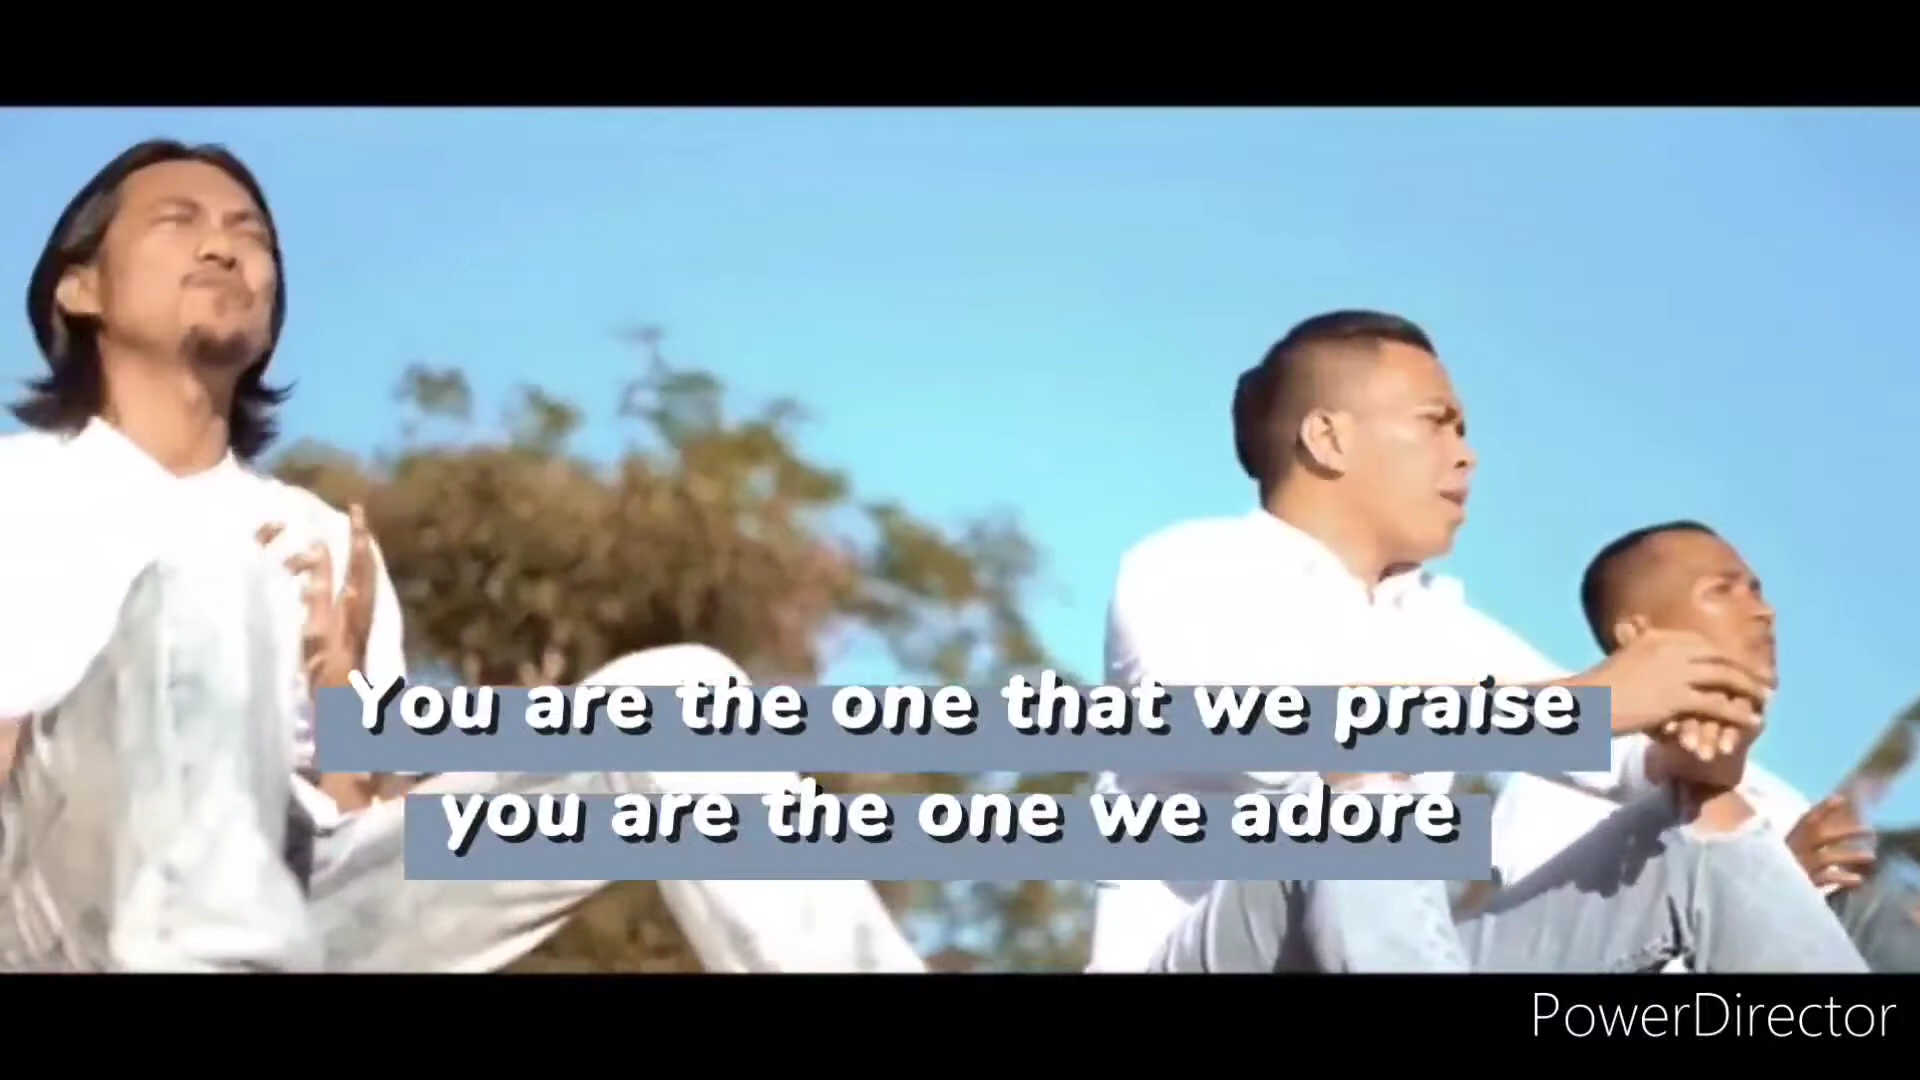 You are the one that we praise
you are the one we adore
PowerDirector